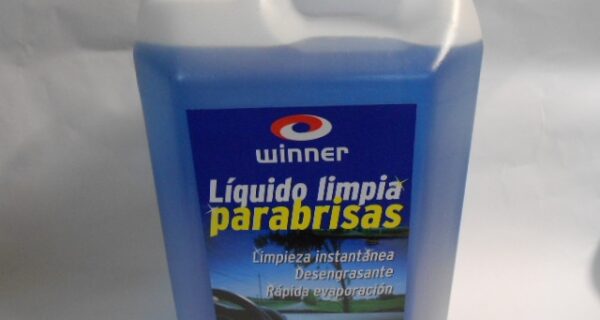 winner
Líquido limpia
parabrisas
Limpieza instantánea
Desengrasante
Rápida evaporación